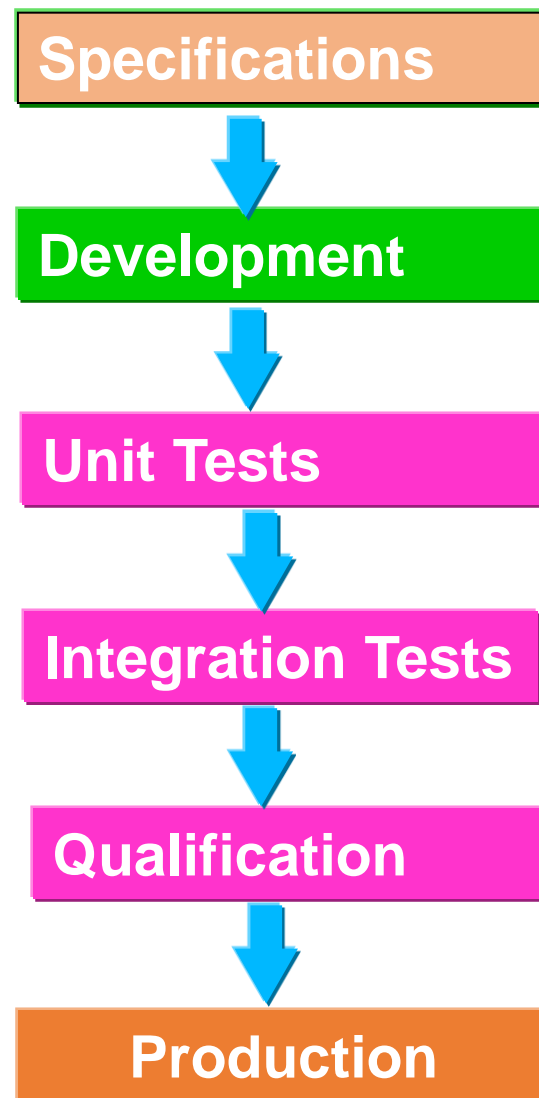 Specifications
Development
Unit Tests
Integration Tests
Qualification
Production